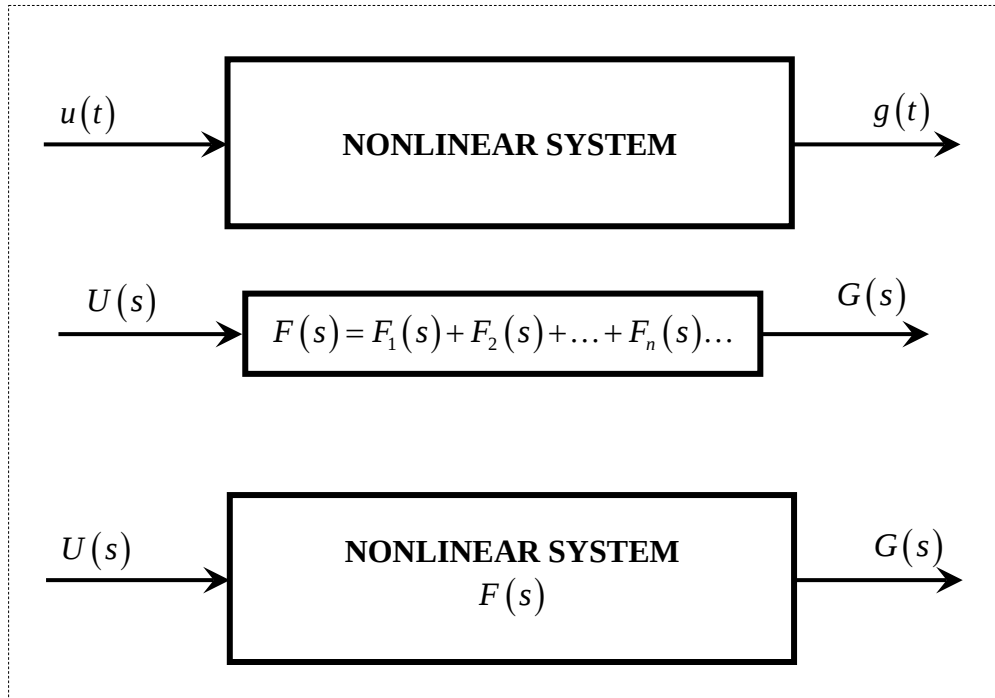 u(t)
NONLINEAR SYSTEM
g(t)
U(s)
F(s)=F₁(s)+F₂(s)+…+Fₙ(s)…
G(s)
U(s)
NONLINEAR SYSTEM
F(s)
G(s)